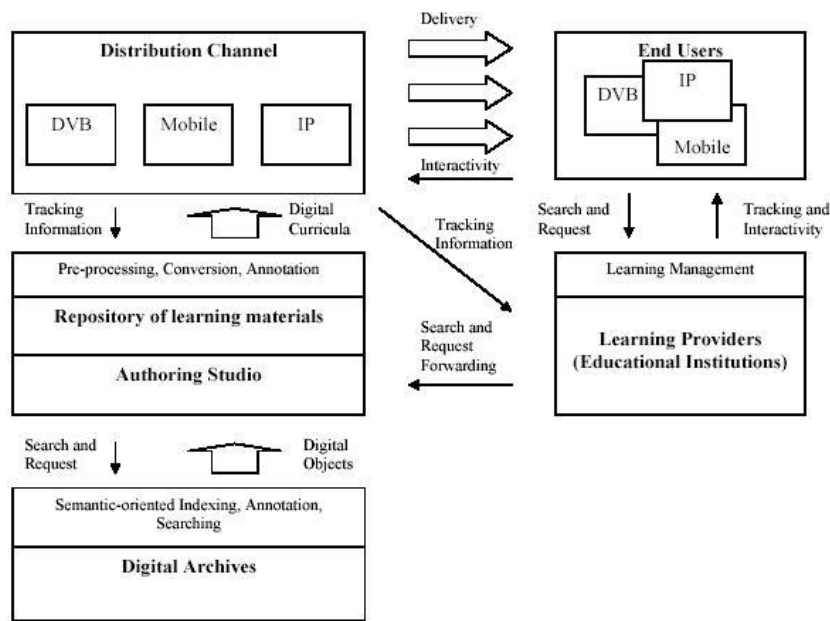 Delivery
Distribution Channel
DVB
Mobile
IP
Interactivity
End Users
DVB
IP
Mobile
Tracking
Information
Digital
Curricula
Tracking
Information
Search and
Request
Tracking and
Interactivity
Pre-processing, Conversion, Annotation
Repository of learning materials
Authoring Studio
Search and
Request
Forwarding
Learning Management
Learning Providers
(Educational Institutions)
Search and
Request
Digital
Objects
Semantic-oriented Indexing, Annotation,
Searching
Digital Archives